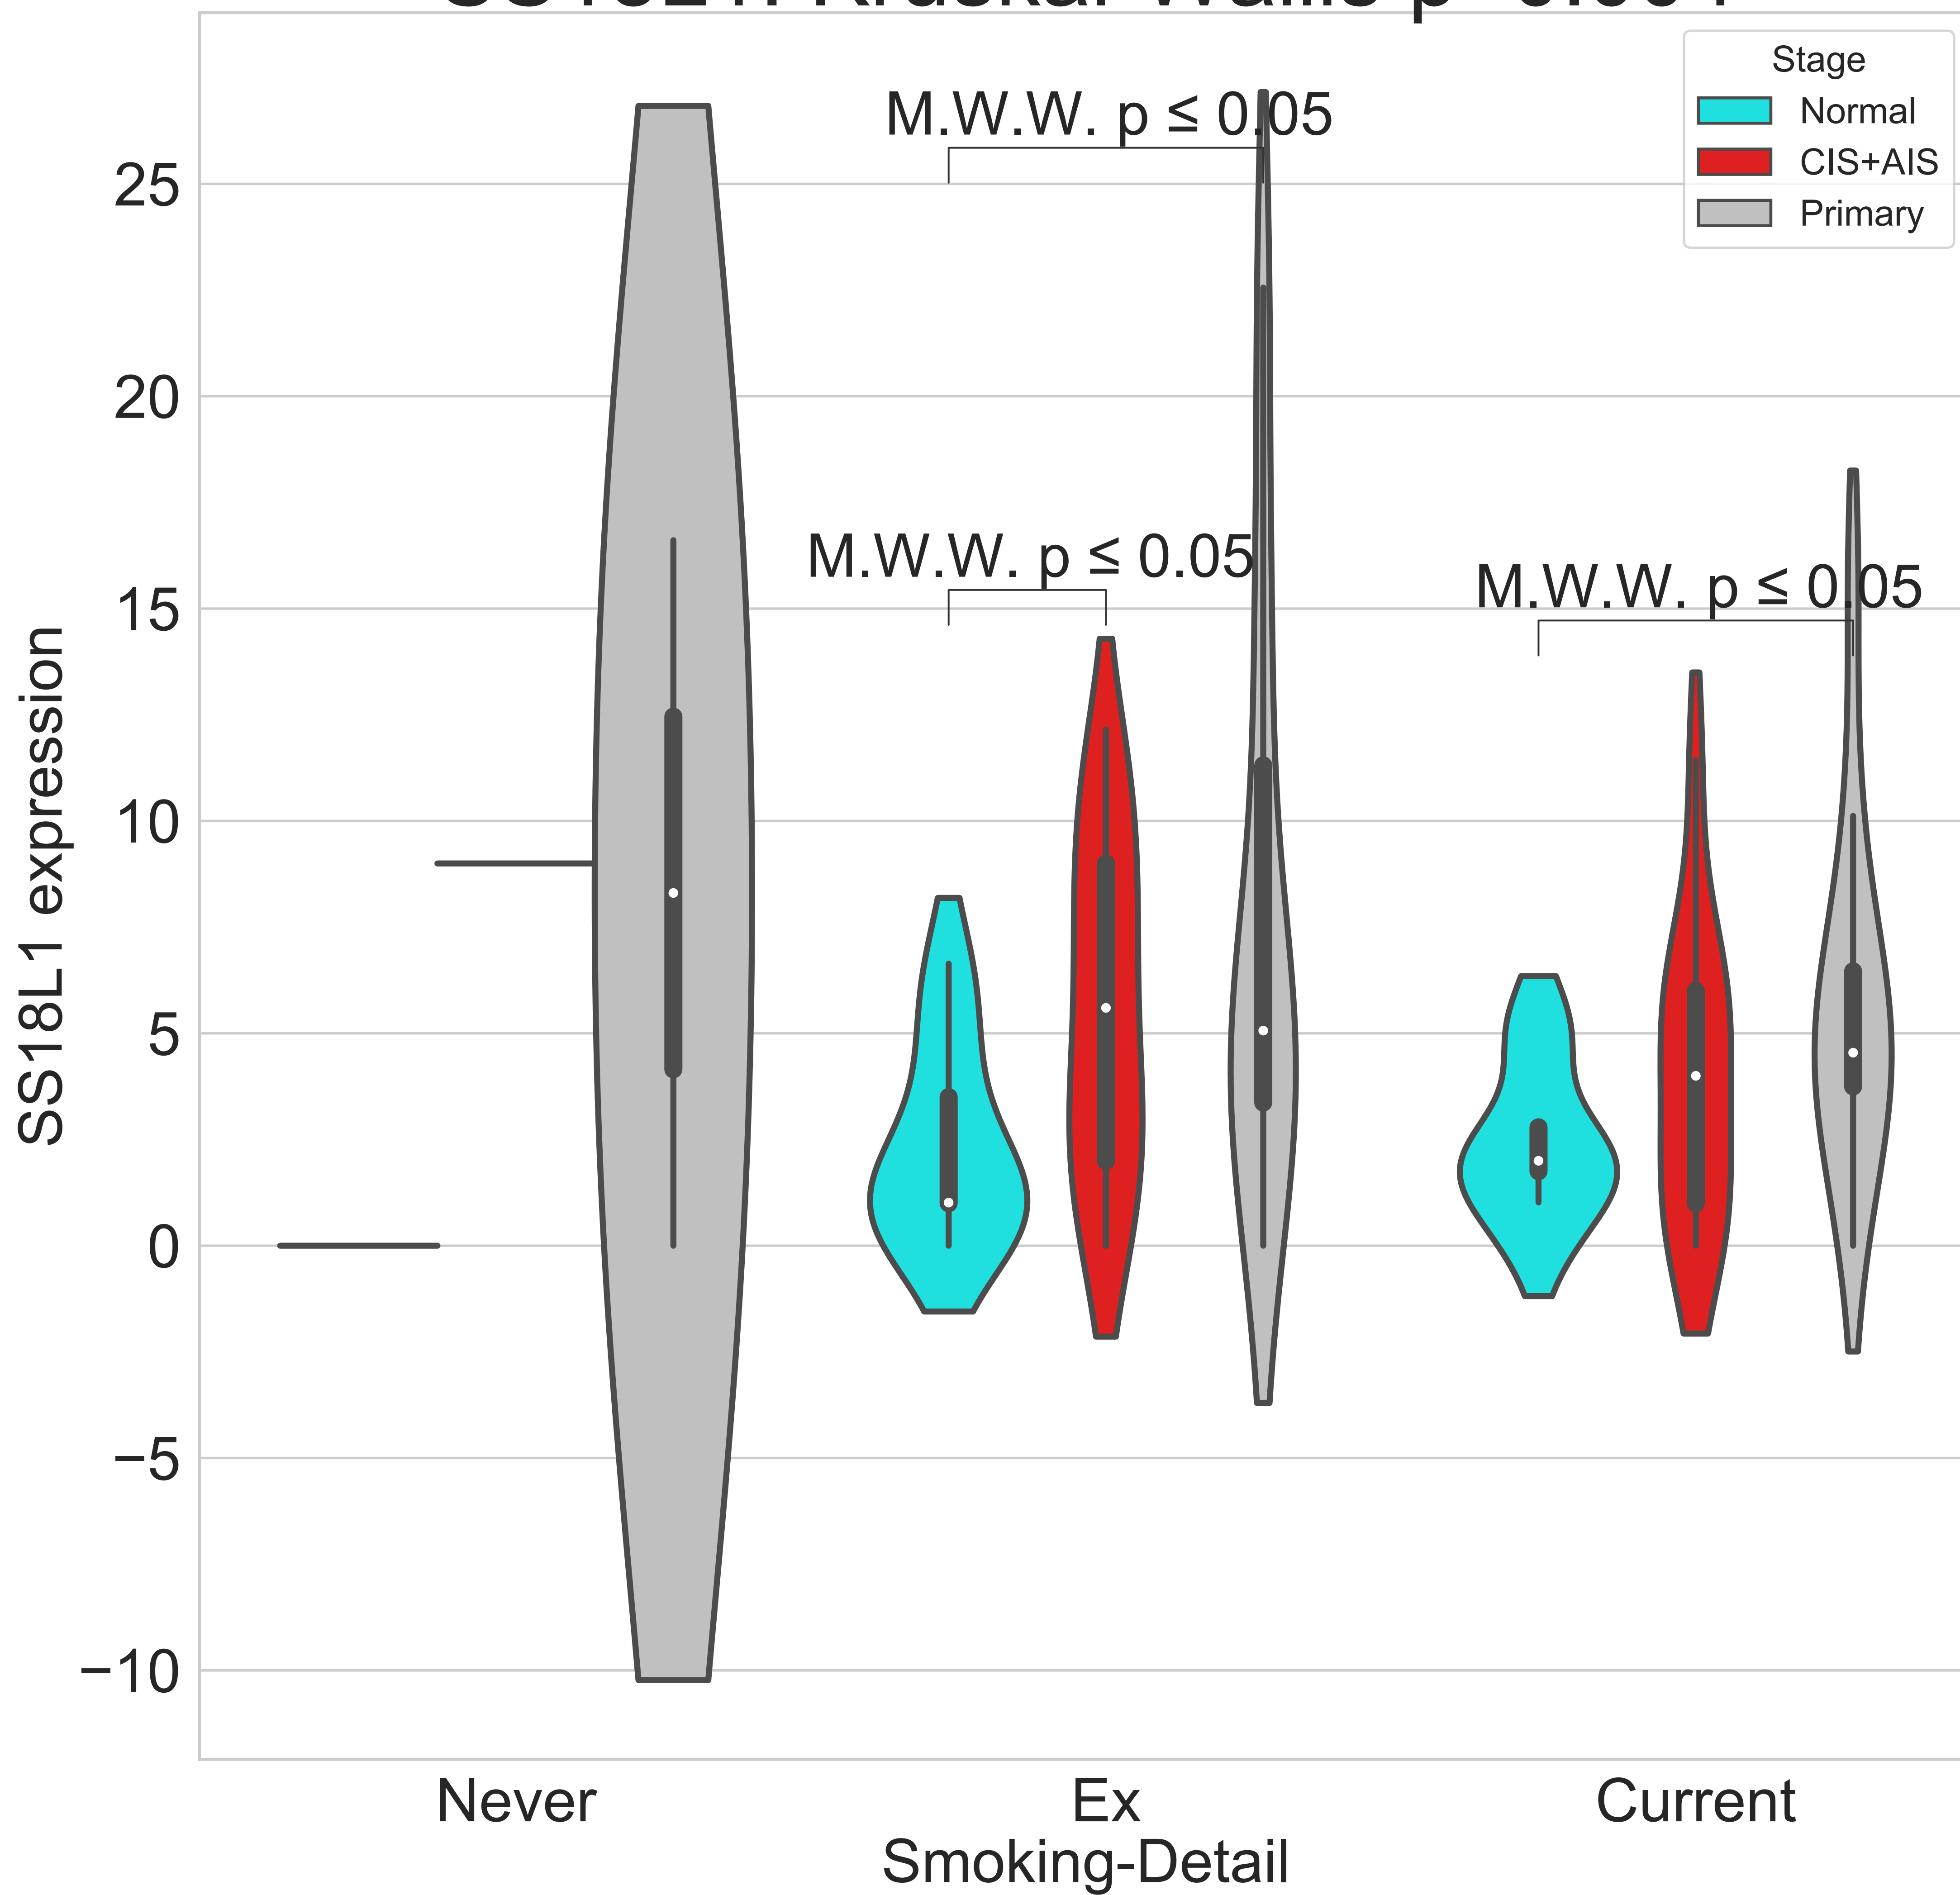 Stage
Normal
CIS+AIS
Primary
M.W.W. p ≤ 0.05
M.W.W. p ≤ 0.05
M.W.W. p ≤ 0.05
25
20
15
10
5
0
−5
−10
SS18L1 expression
Never
Ex
Current
Smoking-Detail